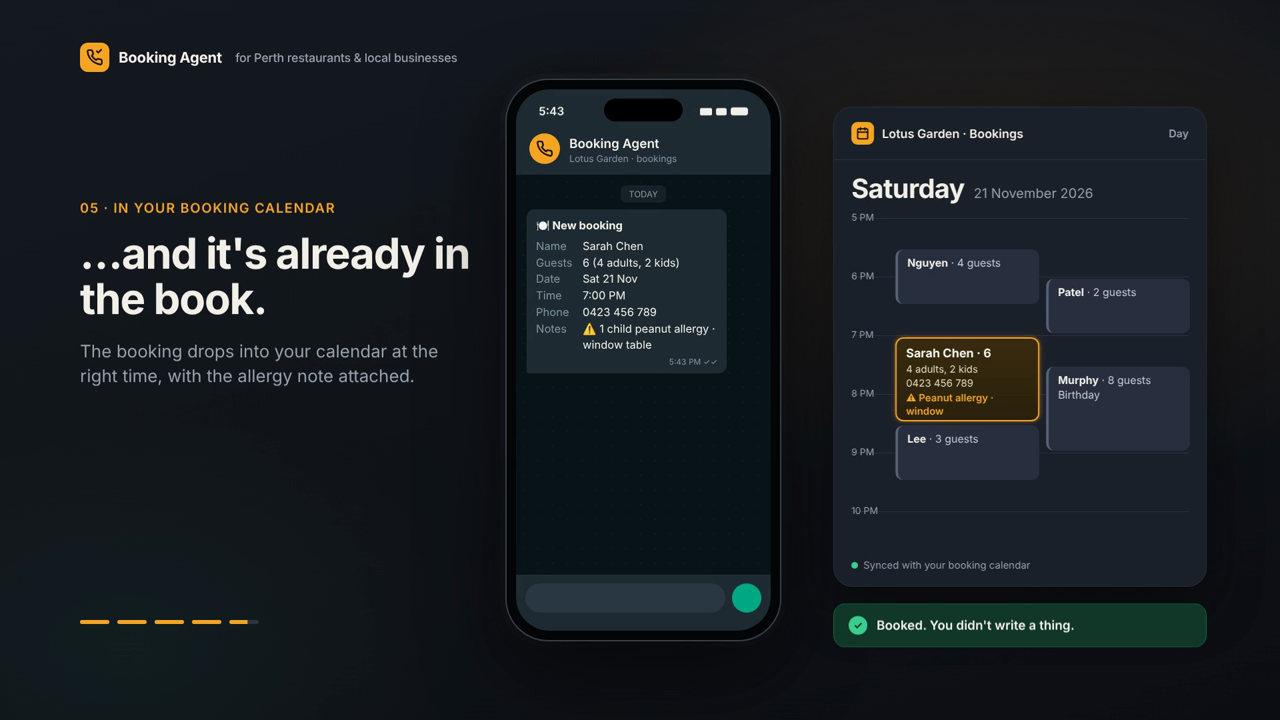 Booking Agent for Perth restaurants & local businesses
05 · IN YOUR BOOKING CALENDAR
...and it's already in
the book.
The booking drops into your calendar at the
right time, with the allergy note attached.
5:43
Booking Agent
Lotus Garden · bookings
TODAY
🍽️ New booking
Name Sarah Chen
Guests 6 (4 adults, 2 kids)
Date Sat 21 Nov
Time 7:00 PM
Phone 0423 456 789
Notes ⚠️ 1 child peanut allergy ·
window table
5:43 PM ✓✓
Lotus Garden · Bookings
Day
Saturday 21 November 2026
5 PM
Nguyen · 4 guests
6 PM
Patel · 2 guests
7 PM
Sarah Chen · 6
4 adults, 2 kids
0423 456 789
⚠ Peanut allergy ·
window
Murphy · 8 guests
Birthday
8 PM
Lee · 3 guests
9 PM
10 PM
Synced with your booking calendar
Booked. You didn't write a thing.